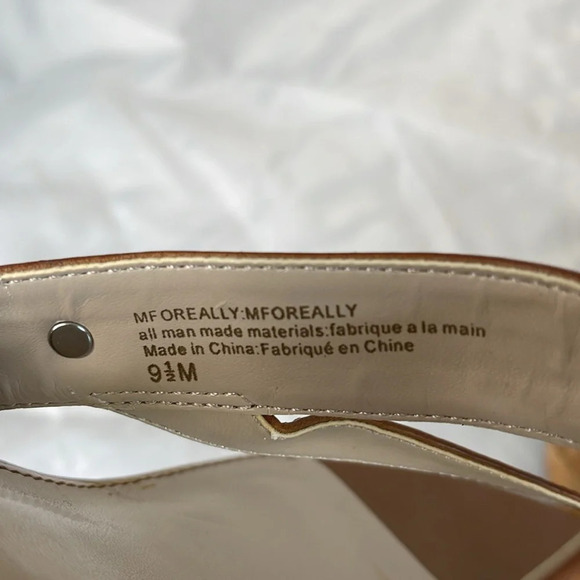 MFOREALLY:MFOREALLY
all man made materials:fabrique a la main
Made in China:Fabriqué en Chine
9½M